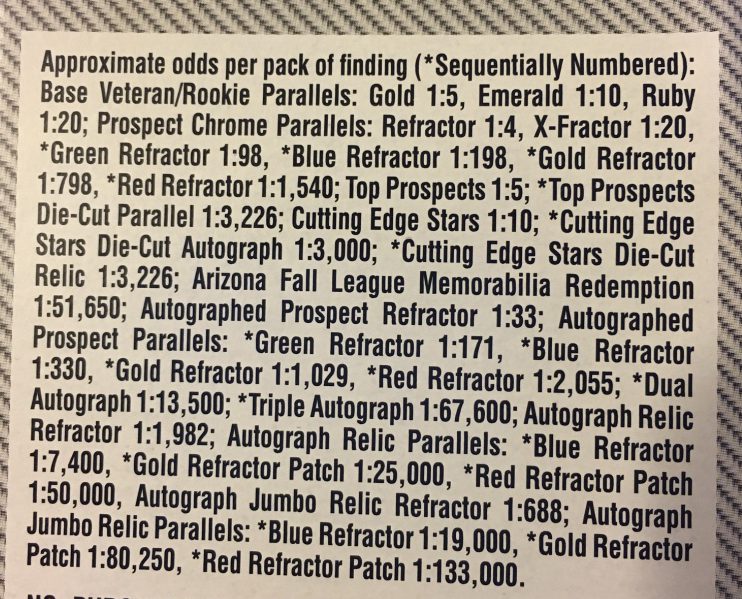 Approximate odds per pack of finding (*Sequentially Numbered):
Base Veteran/Rookie Parallels: Gold 1:5, Emerald 1:10, Ruby
1:20; Prospect Chrome Parallels: Refractor 1:4, X-Fractor 1:20,
*Green Refractor 1:98, *Blue Refractor 1:198, *Gold Refractor
1:798, *Red Refractor 1:1,540; Top Prospects 1:5; *Top Prospects
Die-Cut Parallel 1:3,226; Cutting Edge Stars 1:10; *Cutting Edge
Stars Die-Cut Autograph 1:3,000; *Cutting Edge Stars Die-Cut
Relic 1:3,226; Arizona Fall League Memorabilia Redemption
1:51,650; Autographed Prospect Refractor 1:33; Autographed
Prospect Parallels: *Green Refractor 1:171, *Blue Refractor
1:330, *Gold Refractor 1:1,029, *Red Refractor 1:2,055; *Dual
Autograph 1:13,500; *Triple Autograph 1:67,600; Autograph Relic
Refractor 1:1,982; Autograph Relic Parallels: *Blue Refractor
1:7,400, *Gold Refractor Patch 1:25,000, *Red Refractor Patch
1:50,000, Autograph Jumbo Relic Refractor 1:688; Autograph
Jumbo Relic Parallels: *Blue Refractor 1:19,000, *Gold Refractor
Patch 1:80,250, *Red Refractor Patch 1:133,000.